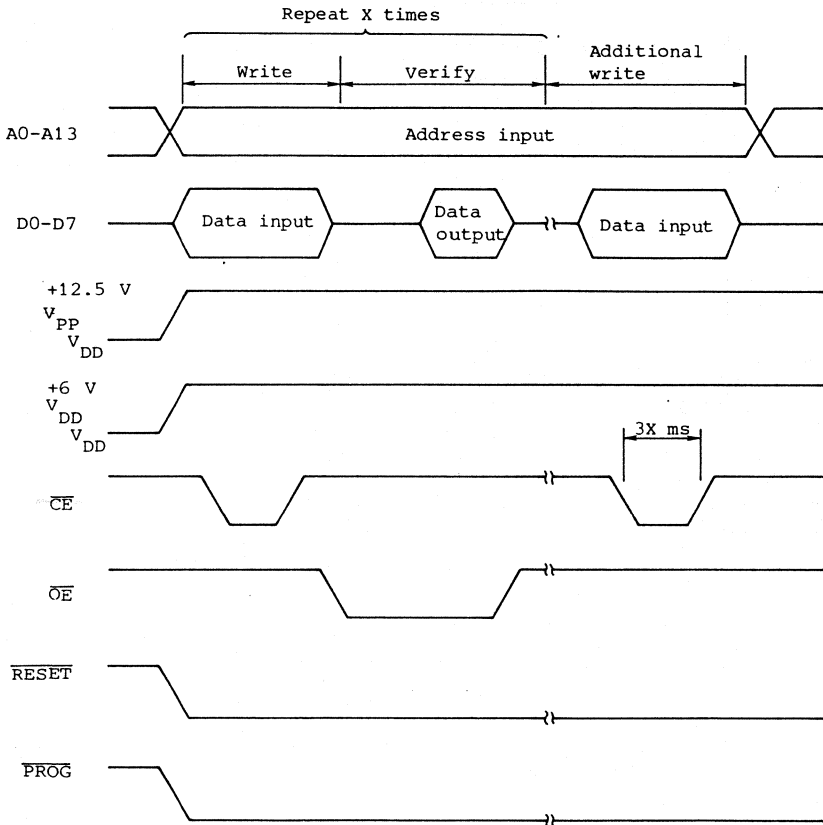 Repeat X times
Write
Verify
Additional
write
A0-A13
Address input
D0-D7
Data input
Data
output
Data input
+12.5 V
VPP
VDD
+6 V
VDD
VDD
3X ms
CE
OE
RESET
PROG